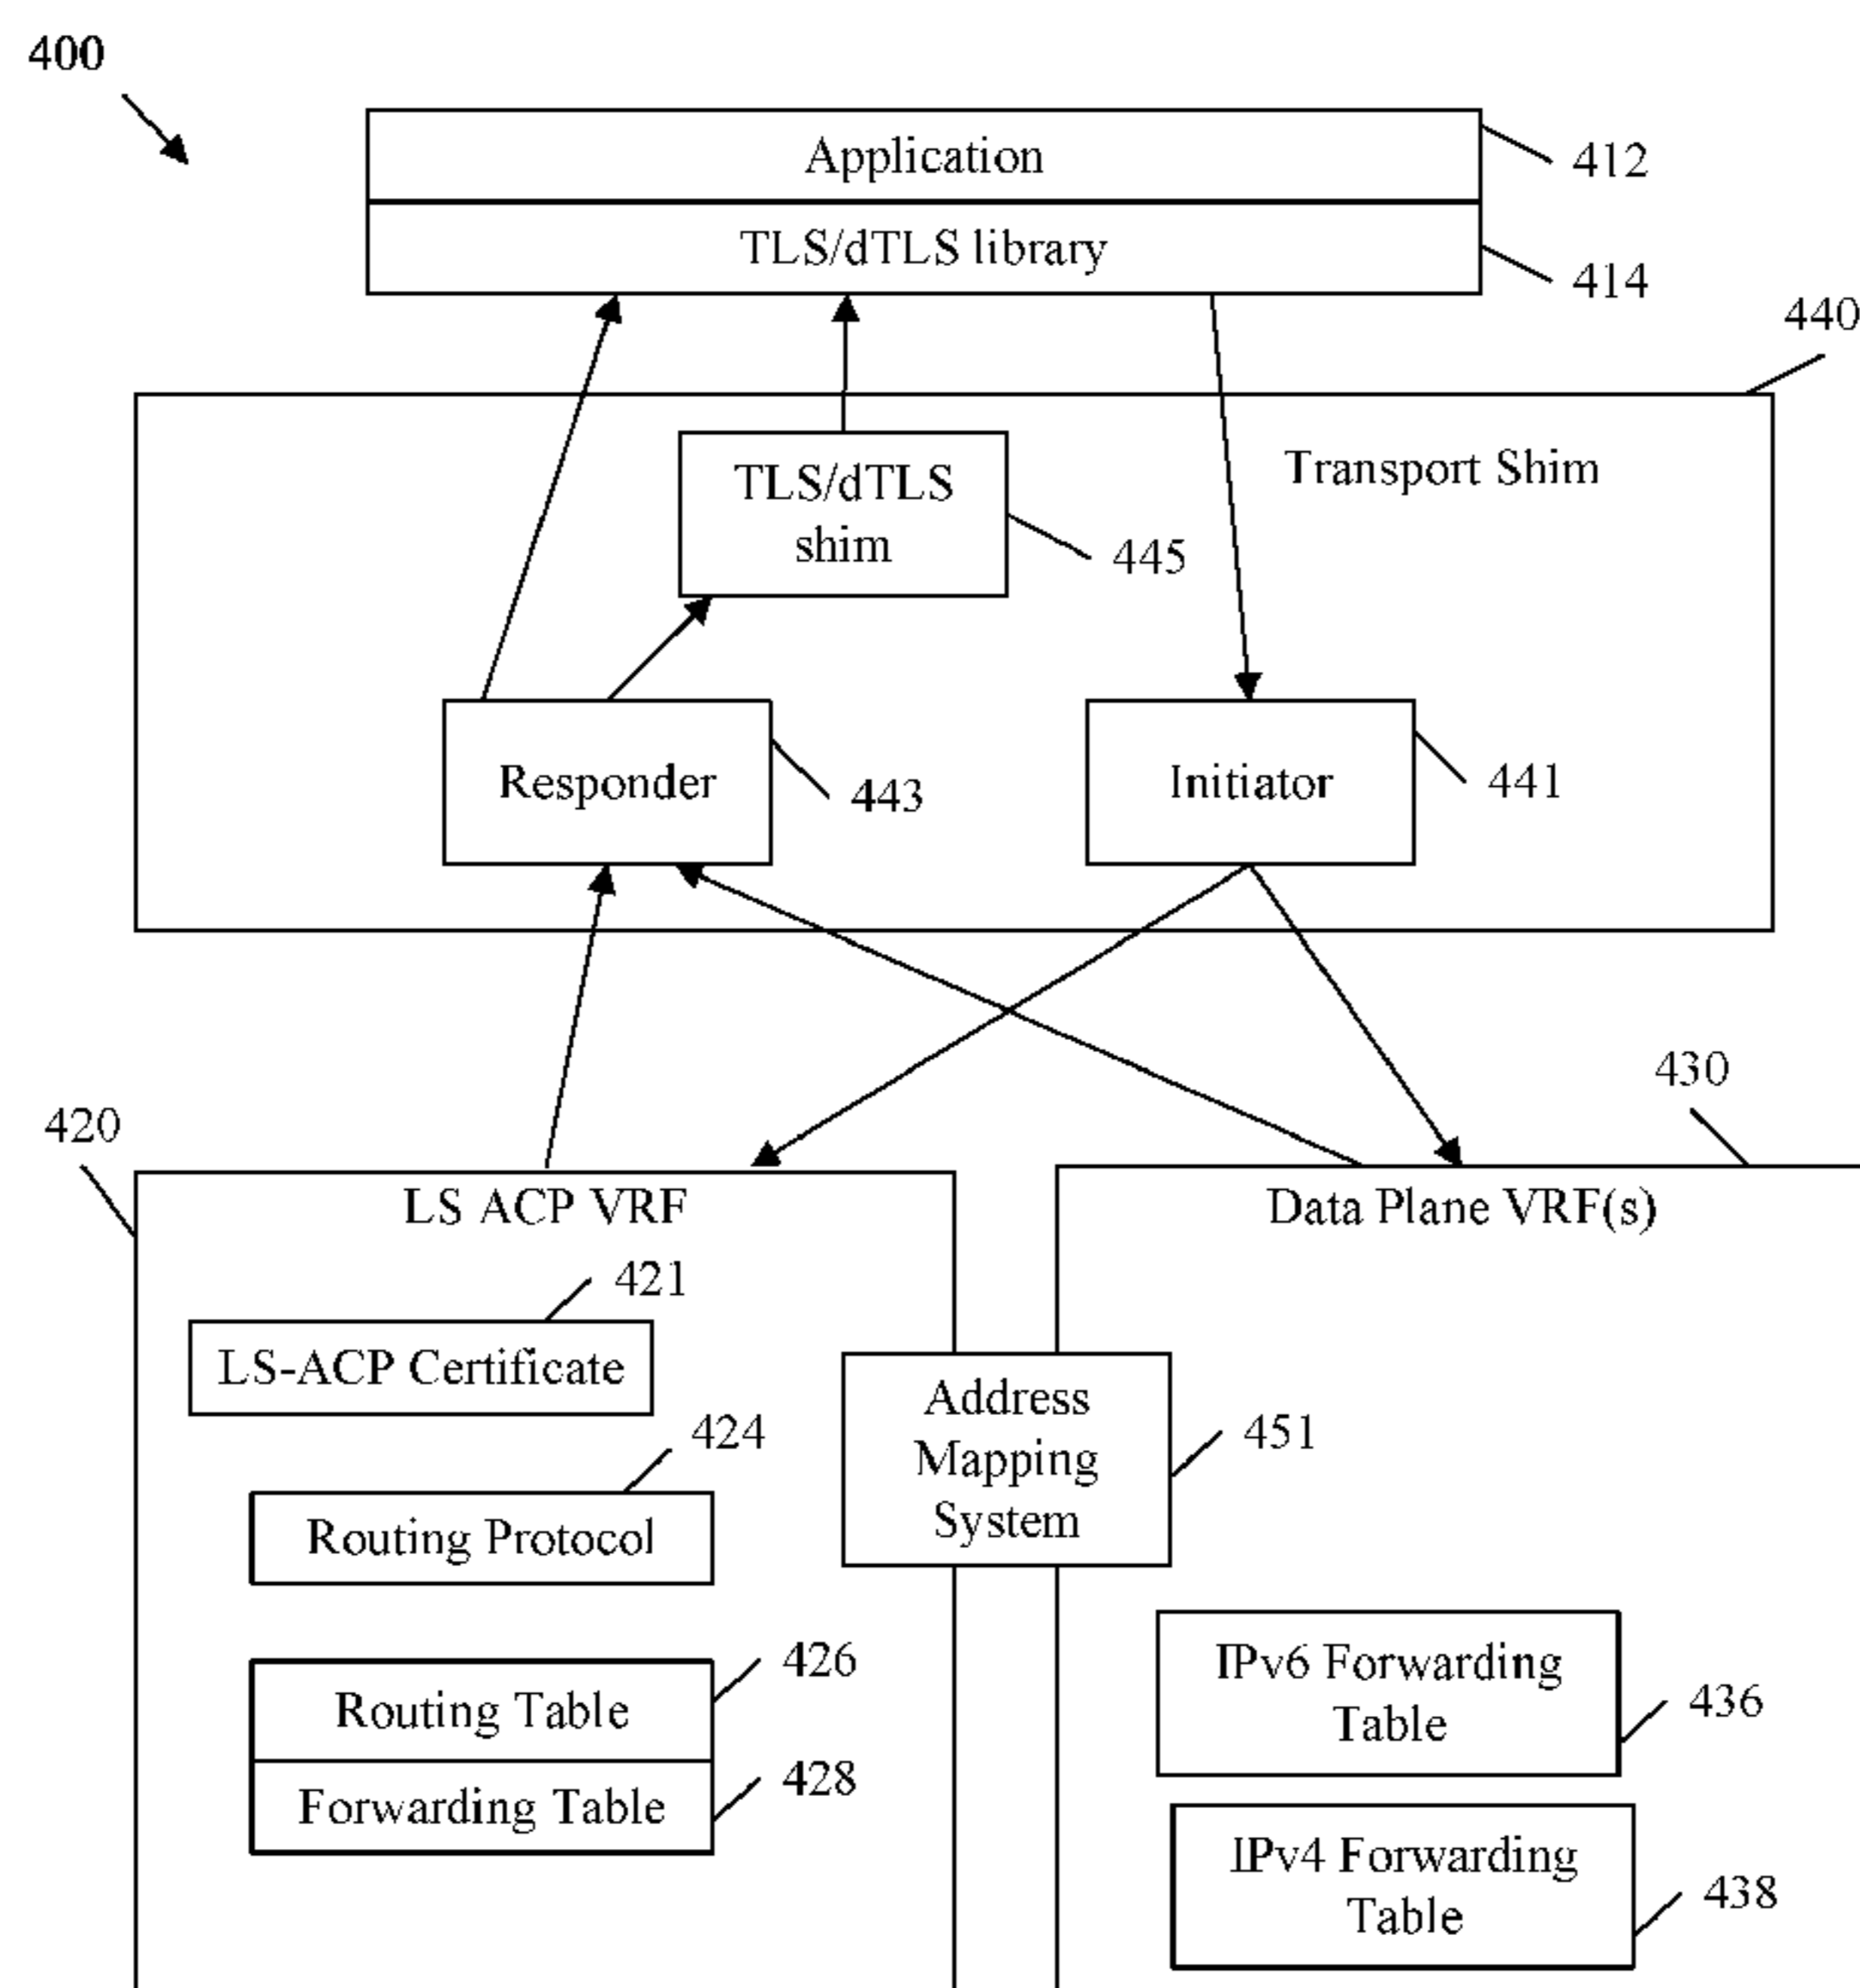 400
Application
412
TLS/dTLS library
414
440
Transport Shim
TLS/dTLS
shim
445
Responder
443
Initiator
441
420
430
LS ACP VRF
Data Plane VRF(s)
421
LS-ACP Certificate
424
Routing Protocol
Address
Mapping
System
451
426
Routing Table
428
Forwarding Table
IPv6 Forwarding
Table
436
IPv4 Forwarding
Table
438